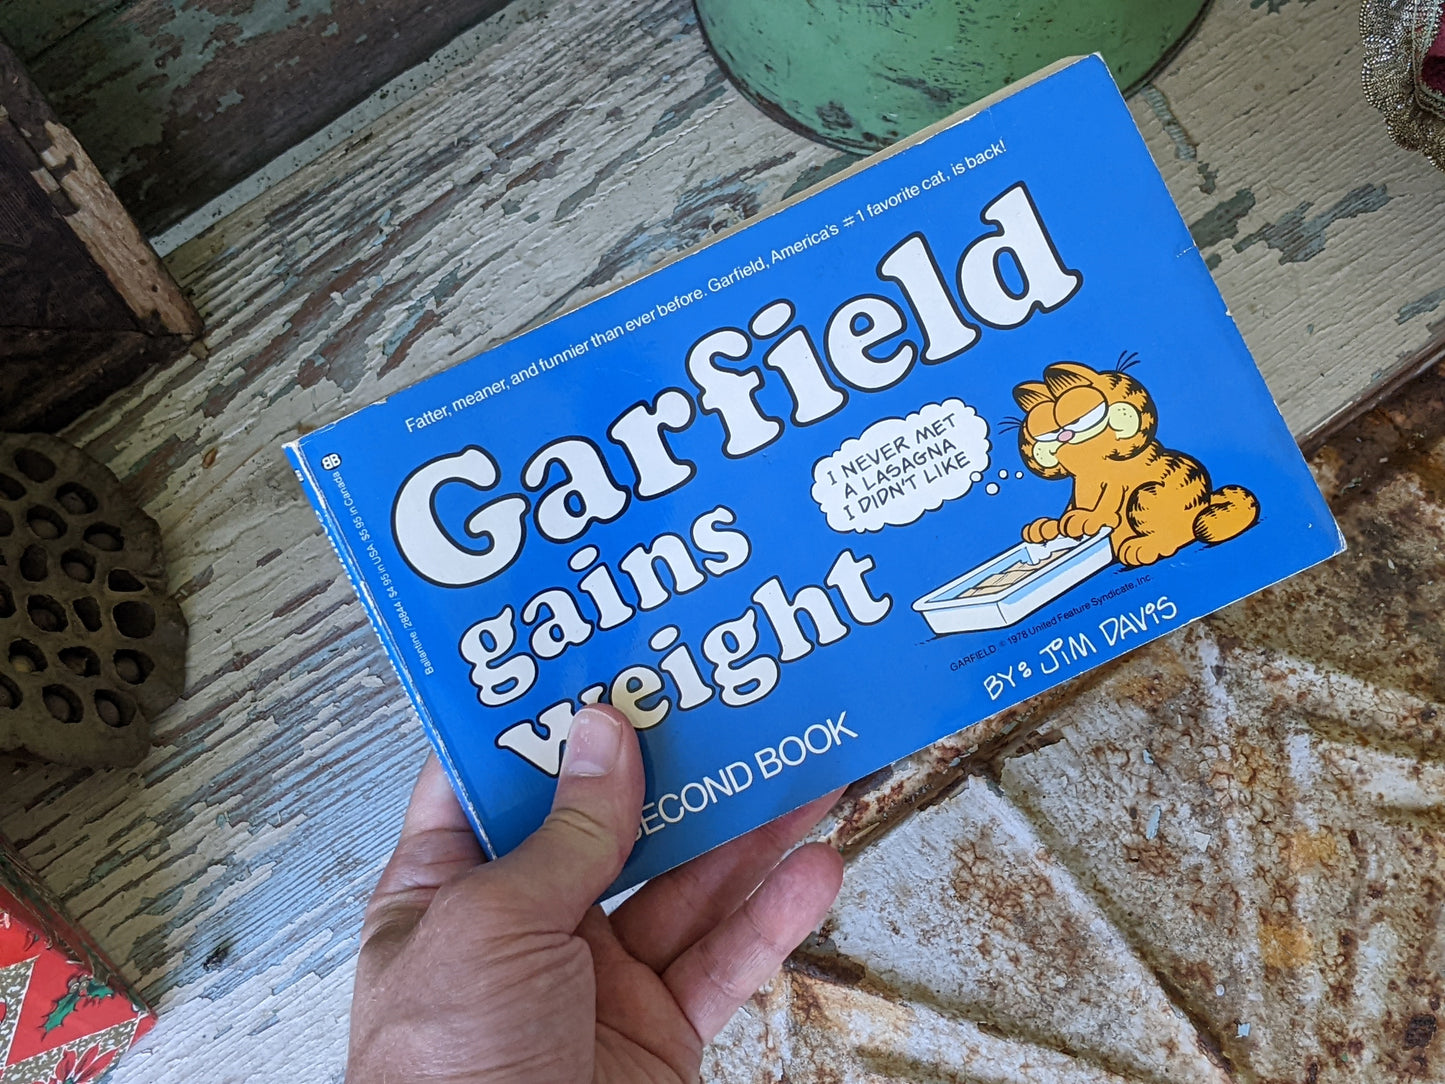 Fatter, meaner, and funnier than ever before. Garfield, America's #1 favorite cat, is back!
BB
Ballantine 28844 $4.95 in USA, $5.95 in Canada
Garfield
gains
weight
I NEVER MET
A LASAGNA
I DIDN'T LIKE
GARFIELD © 1978 United Feature Syndicate, Inc.
BY: JIM DAVIS
SECOND BOOK